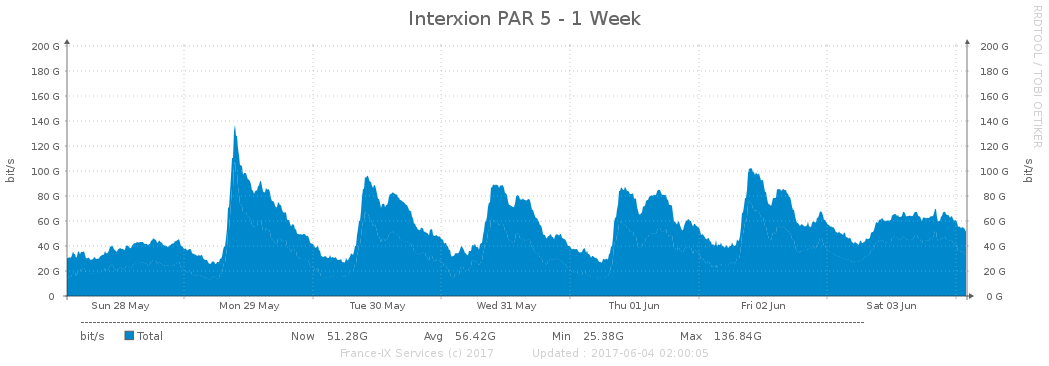 Interxion PAR 5 - 1 Week
RRDTOOL / TOBI OETIKER
200 G 200 G
180 G 180 G
160 G 160 G
140 G 140 G
120 G 120 G
100 G 100 G
80 G 80 G
60 G 60 G
40 G 40 G
20 G 20 G
0 0 G
bit/s
bit/s
Sun 28 May Mon 29 May Tue 30 May Wed 31 May Thu 01 Jun Fri 02 Jun Sat 03 Jun
bit/s Total Now 51.28G Avg 56.42G Min 25.38G Max 136.84G
France-IX Services (c) 2017 Updated : 2017-06-04 02:00:05